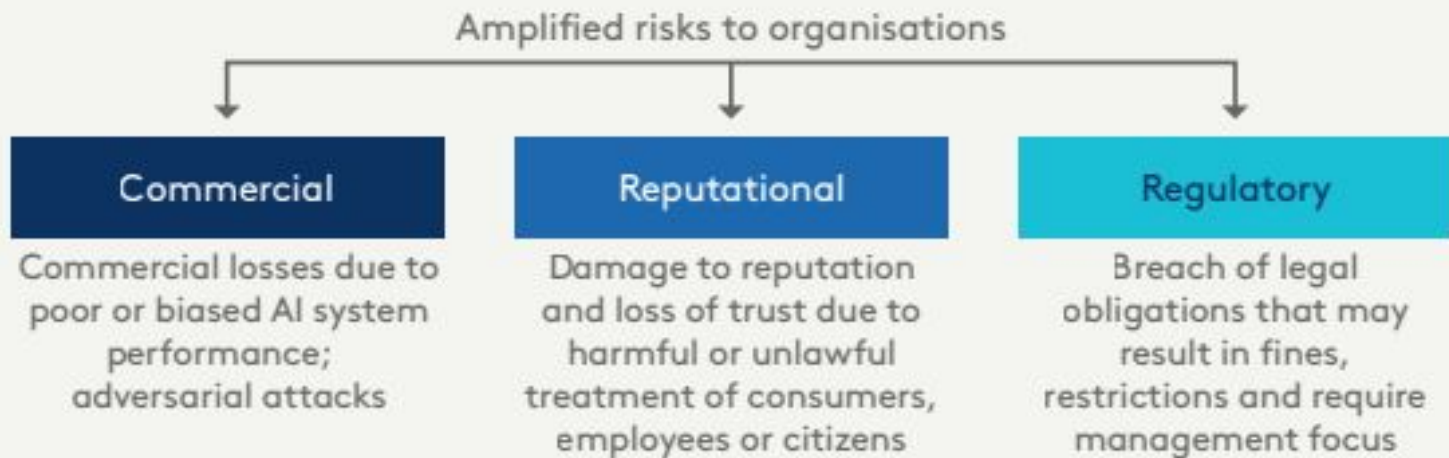 Amplified risks to organisations
Commercial
Commercial losses due to
poor or biased AI system
performance;
adversarial attacks
Reputational
Damage to reputation
and loss of trust due to
harmful or unlawful
treatment of consumers,
employees or citizens
Regulatory
Breach of legal
obligations that may
result in fines,
restrictions and require
management focus